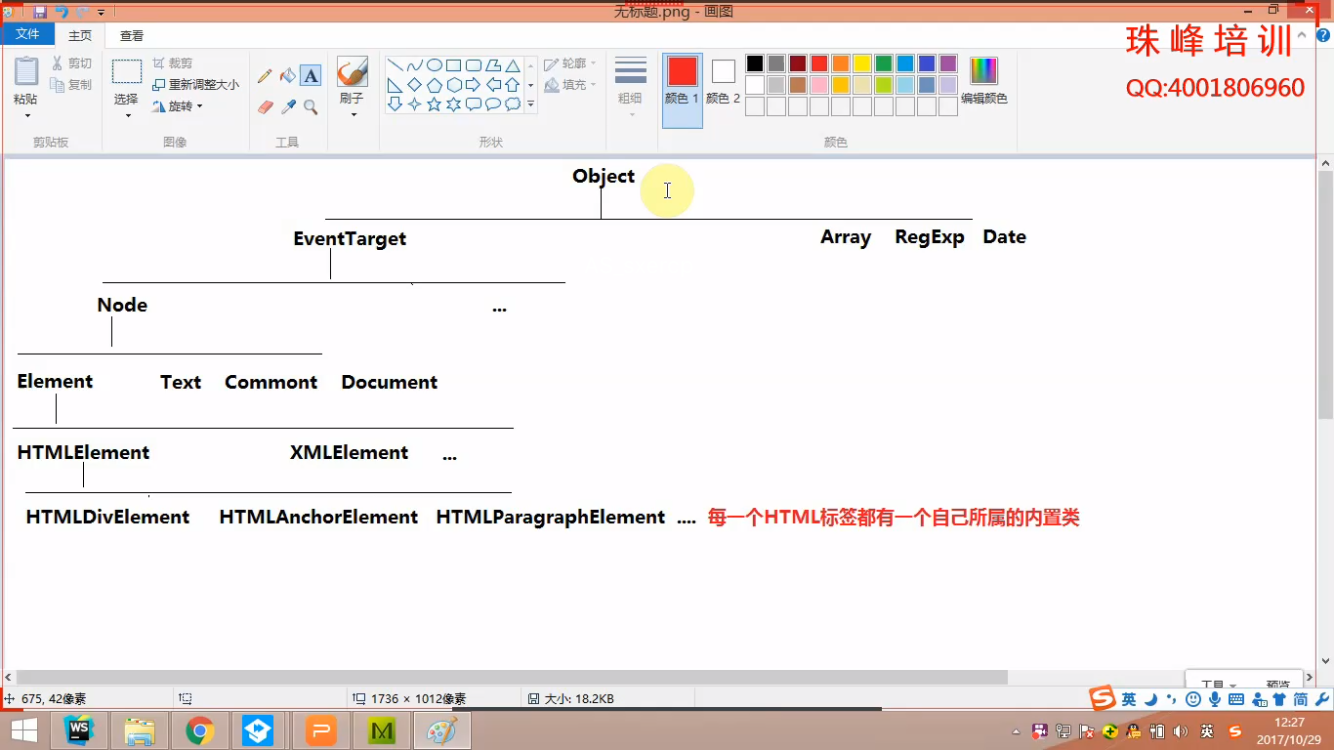 无标题.png - 画图
文件 主页 查看
珠峰培训
QQ:4001806960
粘贴 剪切 复制
选择 裁剪 重新调整大小 旋转
刷子
轮廓 填充
粗细
颜色 1 颜色 2 编辑颜色
剪贴板 图像 工具 形状 颜色
Object
EventTarget Array RegExp Date
Node ...
Element Text Commont Document
HTMLElement XMLElement ...
HTMLDivElement HTMLAnchorElement HTMLParagraphElement .... 每一个HTML标签都有一个自己所属的内置类
工具 预览
675, 42像素 1736 × 1012像素 大小: 18.2KB
英 简
WS P M 英 12:27
2017/10/29